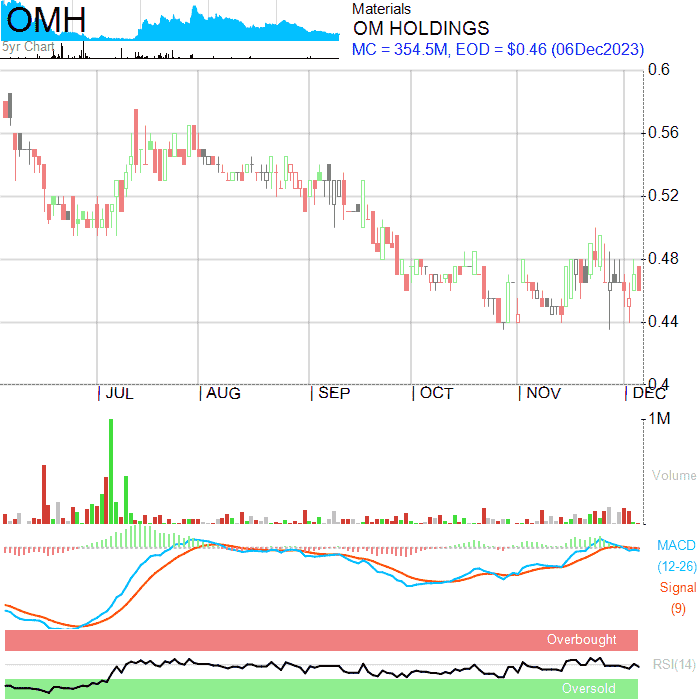 OMH
5yr Chart
Materials
OM HOLDINGS
MC = 354.5M, EOD = $0.46 (06Dec2023)
0.6
0.56
0.52
0.48
0.44
0.4
JUL AUG SEP OCT NOV DEC
1M
Volume
MACD
(12-26)
Signal
(9)
Overbought
RSI(14)
Oversold